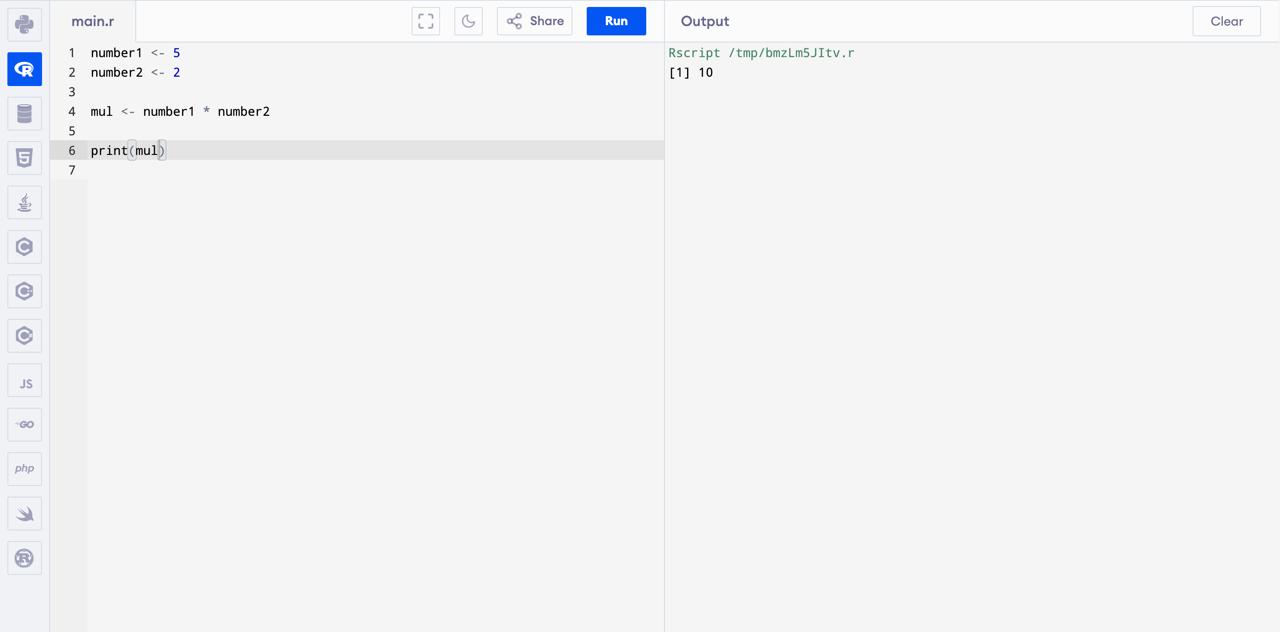 main.r
Share
Run
Output
Clear
1 number1 <- 5
2 number2 <- 2
3
4 mul <- number1 * number2
5
6 print(mul)
7
Rscript /tmp/bmzLm5JItv.r
[1] 10
R
5
C
C
C
JS
GO
php
R